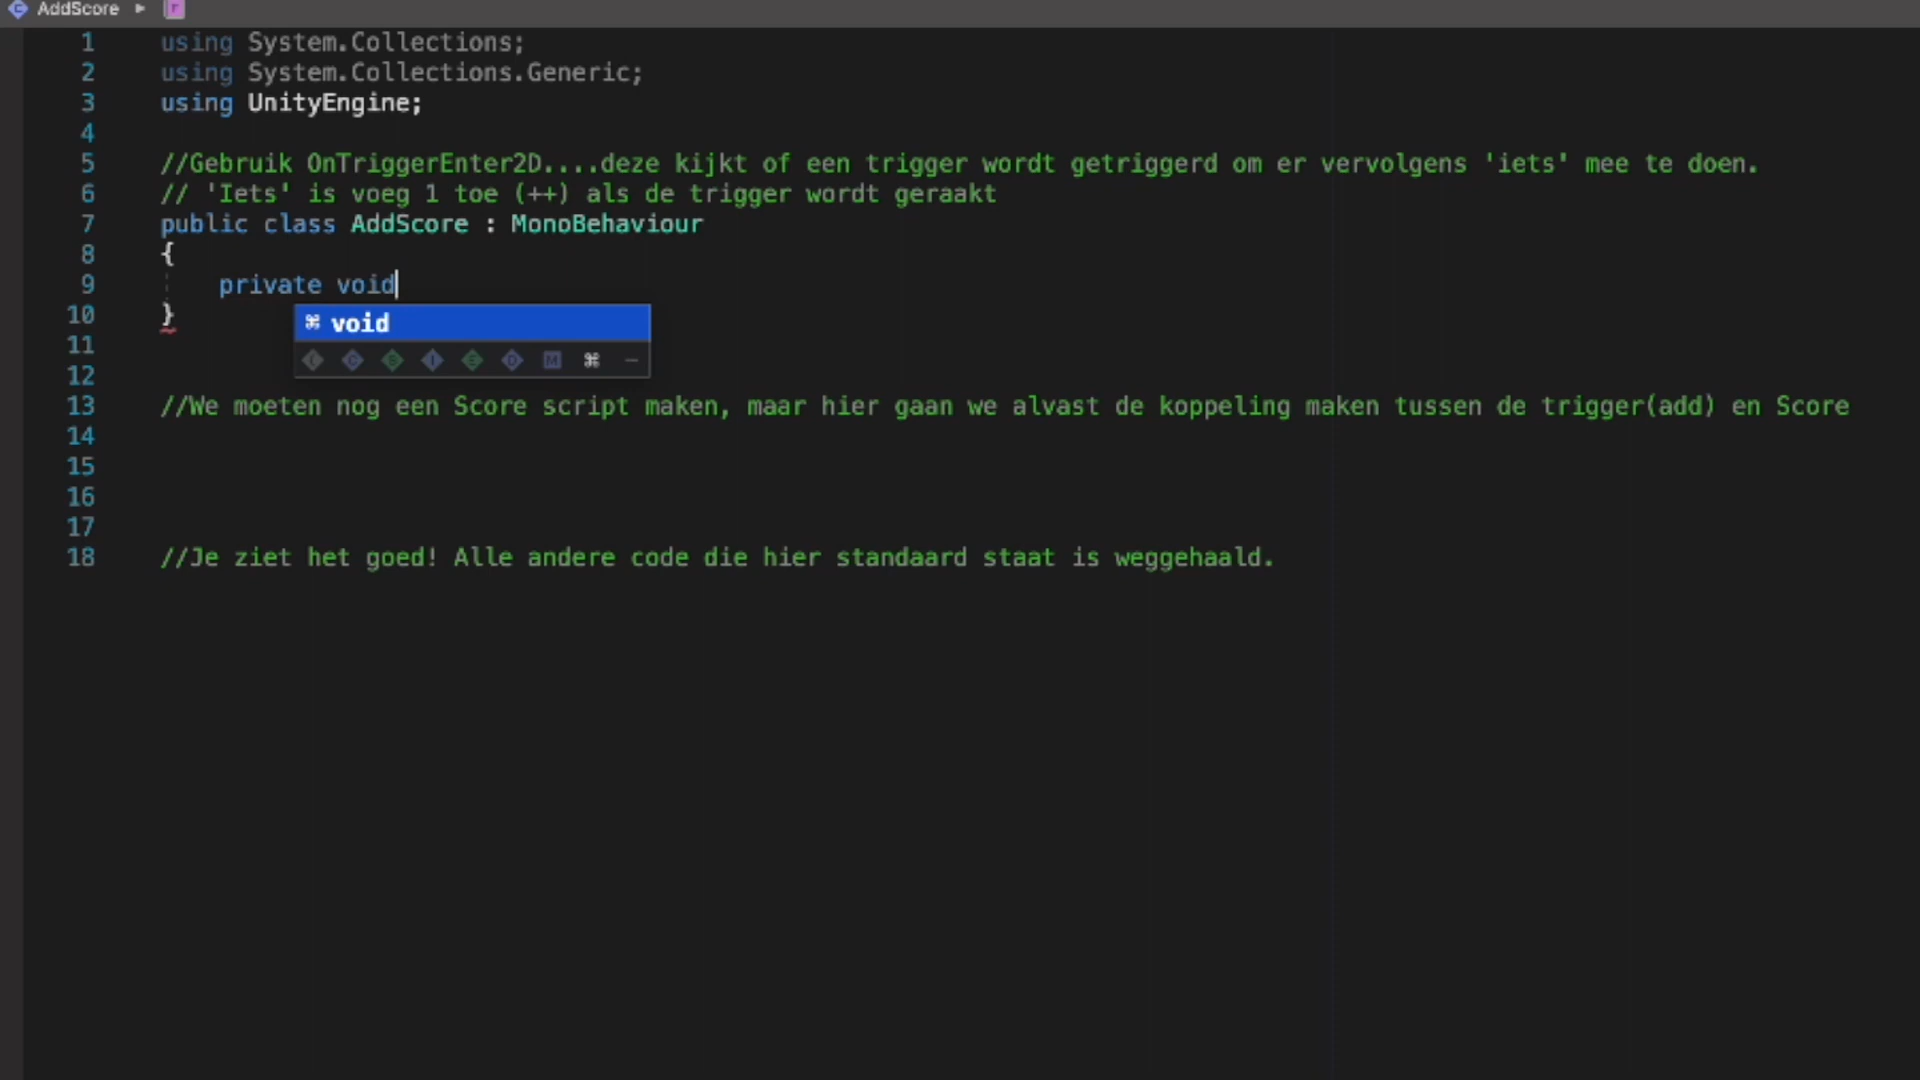 AddScore
1 using System.Collections;
2 using System.Collections.Generic;
3 using UnityEngine;
4
5 //Gebruik OnTriggerEnter2D....deze kijkt of een trigger wordt getriggerd om er vervolgens 'iets' mee te doen.
6 // 'Iets' is voeg 1 toe (++) als de trigger wordt geraakt
7 public class AddScore : MonoBehaviour
8 {
9 private void
10 }
⌘ void
11
12
13 //We moeten nog een Score script maken, maar hier gaan we alvast de koppeling maken tussen de trigger(add) en Score
14
15
16
17
18 //Je ziet het goed! Alle andere code die hier standaard staat is weggehaald.